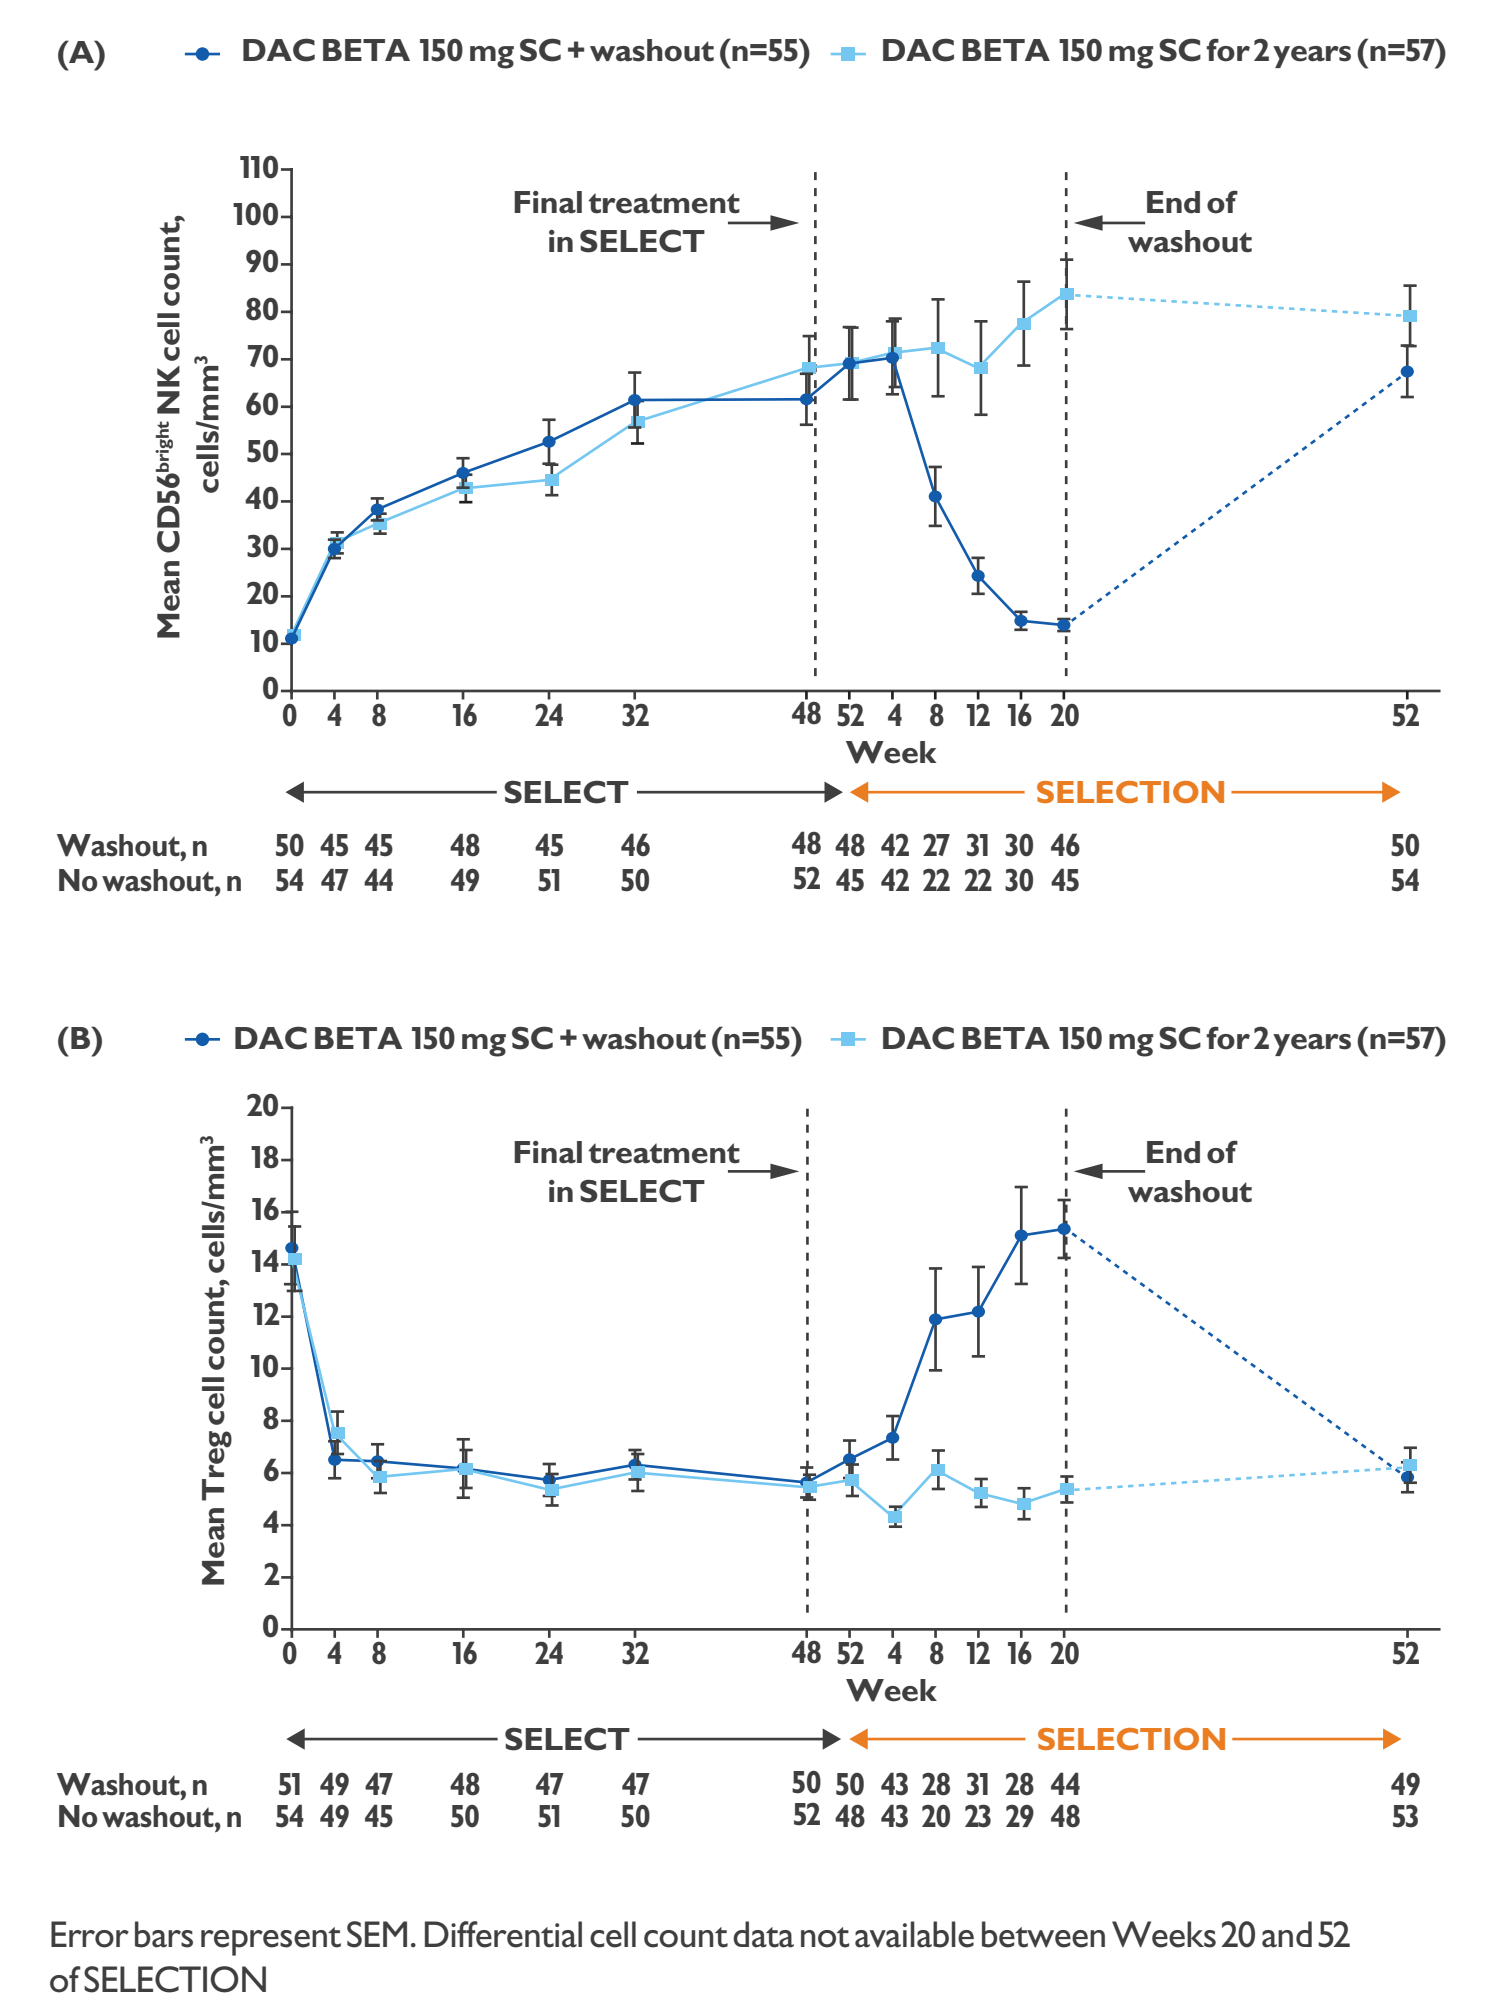 (A)
DAC BETA 150 mg SC + washout (n=55)
DAC BETA 150 mg SC for 2 years (n=57)
Mean CD56bright NK cell count,
cells/mm³
110
100
90
80
70
60
50
40
30
20
10
0
Final treatment
in SELECT
End of
washout
0 4 8 16 24 32 48 52 4 8 12 16 20 52
Week
SELECT SELECTION
Washout, n 50 45 45 48 45 46 48 48 42 27 31 30 46 50
No washout, n 54 47 44 49 51 50 52 45 42 22 22 30 45 54
(B)
DAC BETA 150 mg SC + washout (n=55)
DAC BETA 150 mg SC for 2 years (n=57)
Mean Treg cell count, cells/mm³
20
18
16
14
12
10
8
6
4
2
0
Final treatment
in SELECT
End of
washout
0 4 8 16 24 32 48 52 4 8 12 16 20 52
Week
SELECT SELECTION
Washout, n 51 49 47 48 47 47 50 50 43 28 31 28 44 49
No washout, n 54 49 45 50 51 50 52 48 43 20 23 29 48 53
Error bars represent SEM. Differential cell count data not available between Weeks 20 and 52
of SELECTION